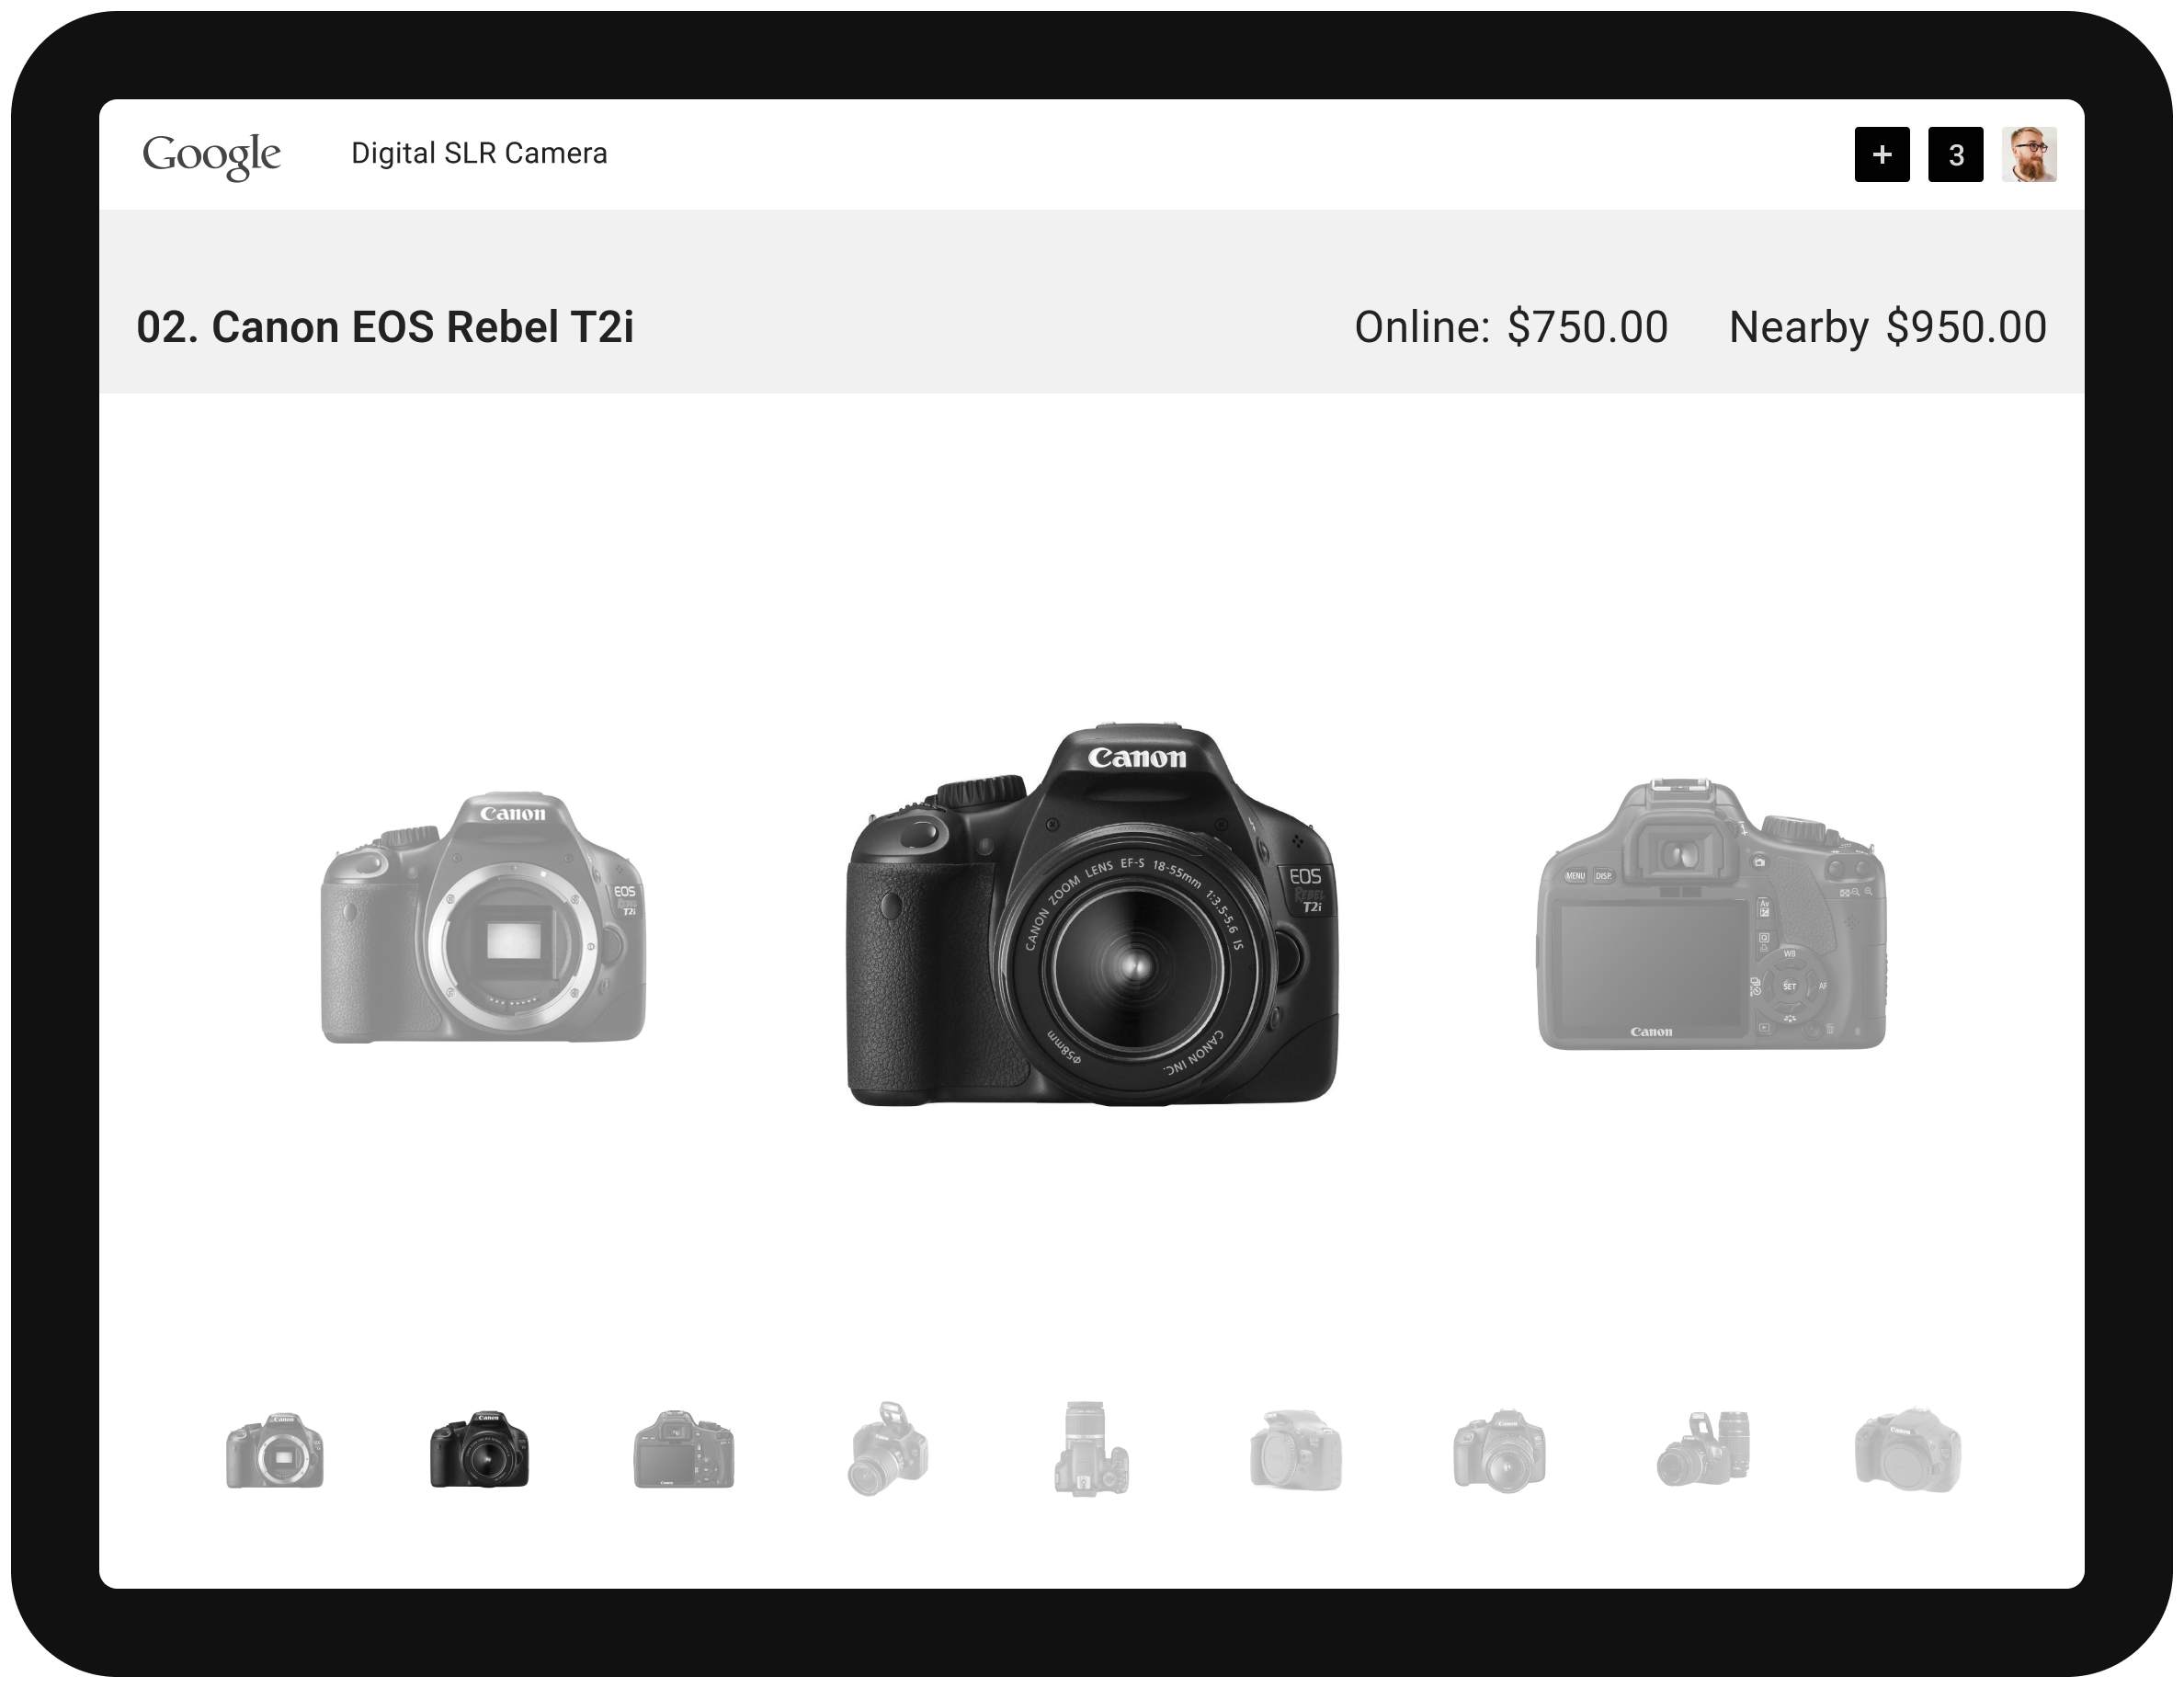 Google
Digital SLR Camera
+
3
02. Canon EOS Rebel T2i
Online: $750.00
Nearby $950.00
Canon
EOS
REBEL
T2i
Canon
CANON ZOOM LENS EF-S 18-55mm 1:3.5-5.6 IS
EOS
REBEL
T2i
Ø58mm
CANON INC.
MENU
DISP.
Av
Q
WB
SET
AF
Canon
Canon
Canon